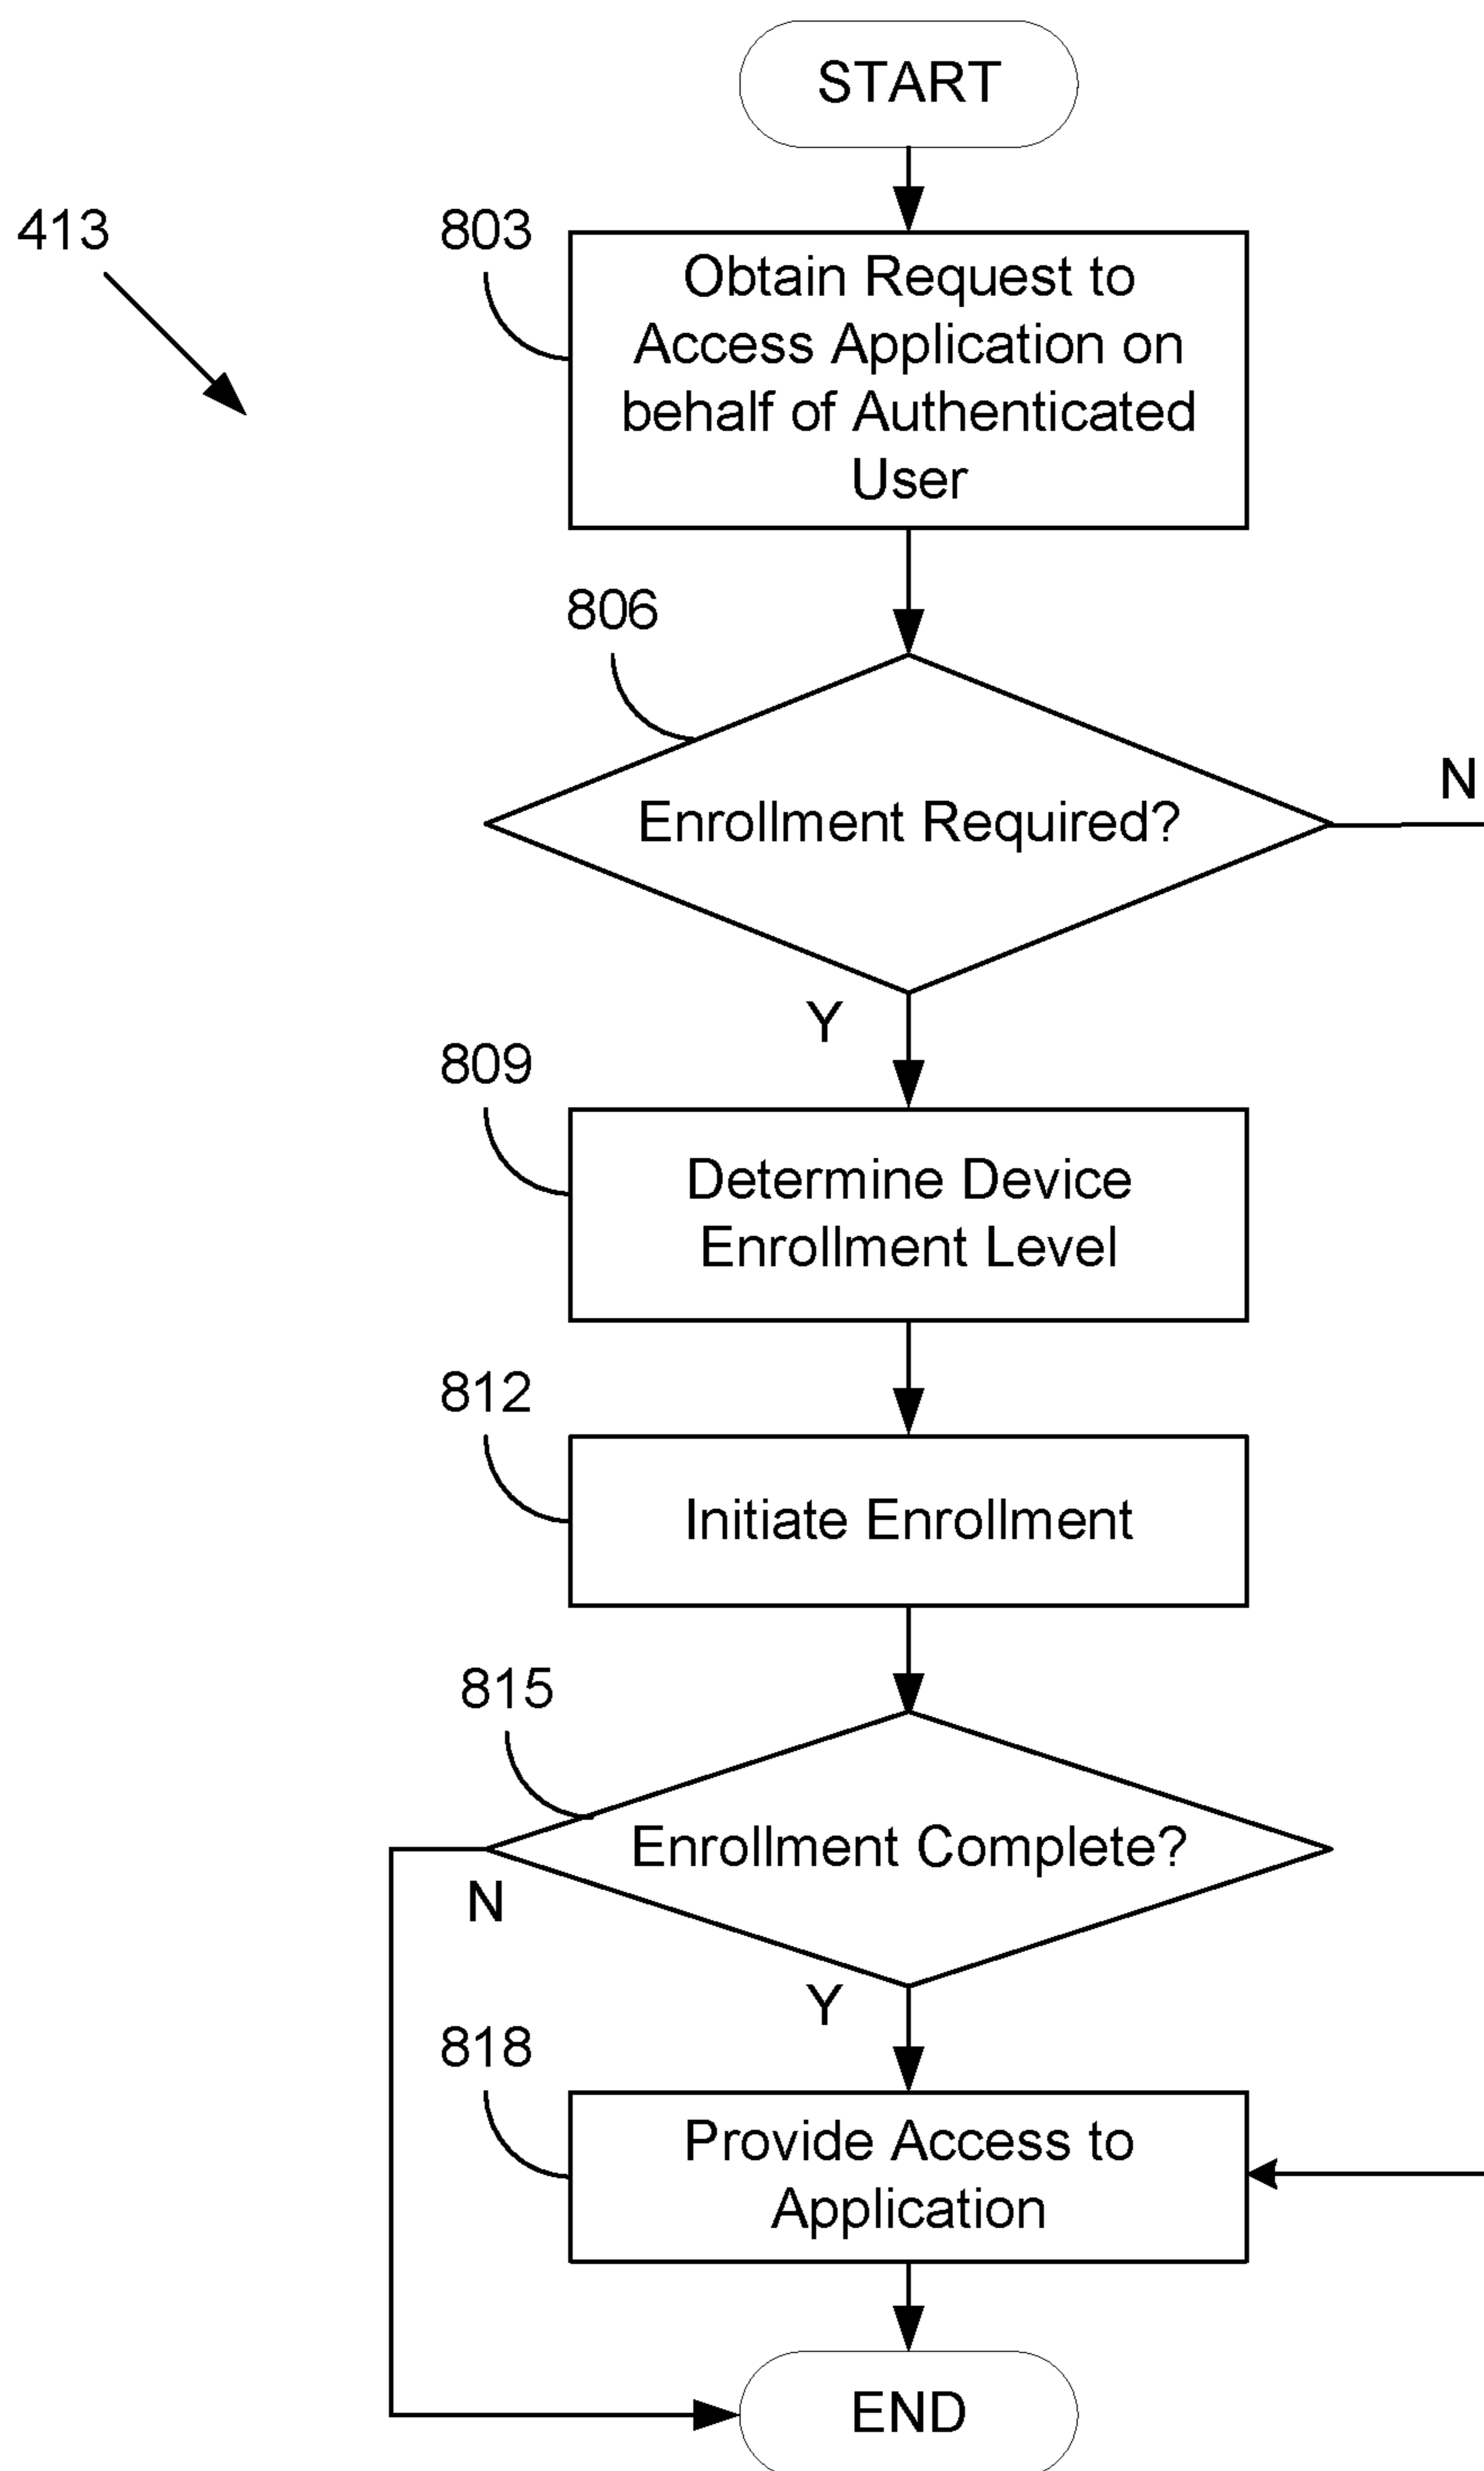 START
413
803
Obtain Request to
Access Application on
behalf of Authenticated
User
806
N
Enrollment Required?
Y
809
Determine Device
Enrollment Level
812
Initiate Enrollment
815
Enrollment Complete?
N
Y
818
Provide Access to
Application
END